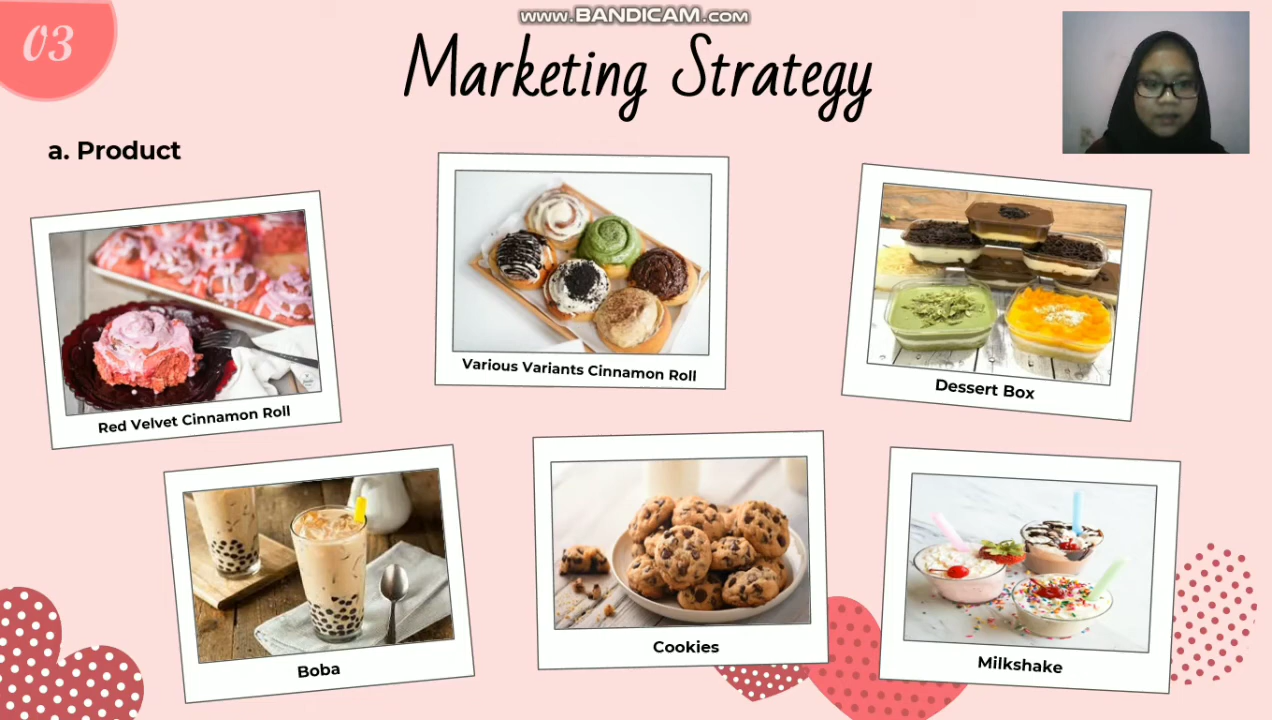 www.BANDICAM.com
03
Marketing Strategy
a. Product
Red Velvet Cinnamon Roll
Various Variants Cinnamon Roll
Dessert Box
Boba
Cookies
Milkshake